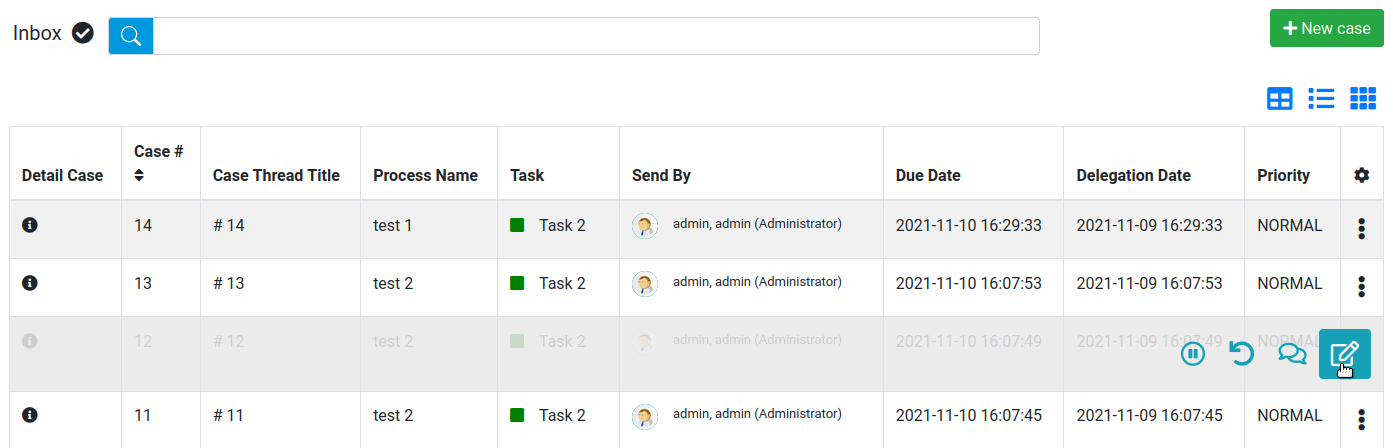 Inbox
New case
Case #
Detail Case Case Thread Title Process Name Task Send By Due Date Delegation Date Priority
14 # 14 test 1 Task 2 admin, admin (Administrator) 2021-11-10 16:29:33 2021-11-09 16:29:33 NORMAL
13 # 13 test 2 Task 2 admin, admin (Administrator) 2021-11-10 16:07:53 2021-11-09 16:07:53 NORMAL
12 # 12 test 2 Task 2 admin, admin (Administrator) 2021-11-10 16:07:49 2021-11-09 16:07:49 NORMAL
11 # 11 test 2 Task 2 admin, admin (Administrator) 2021-11-10 16:07:45 2021-11-09 16:07:45 NORMAL